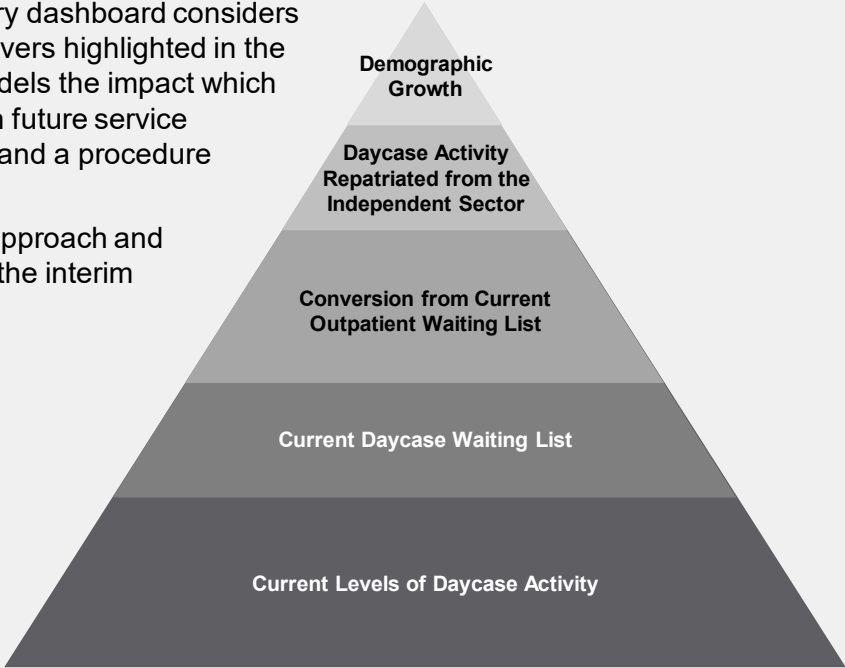 ry dashboard considers
vers highlighted in the
dels the impact which
n future service
and a procedure
pproach and
the interim
Demographic
Growth
Daycase Activity
Repatriated from the
Independent Sector
Conversion from Current
Outpatient Waiting List
Current Daycase Waiting List
Current Levels of Daycase Activity